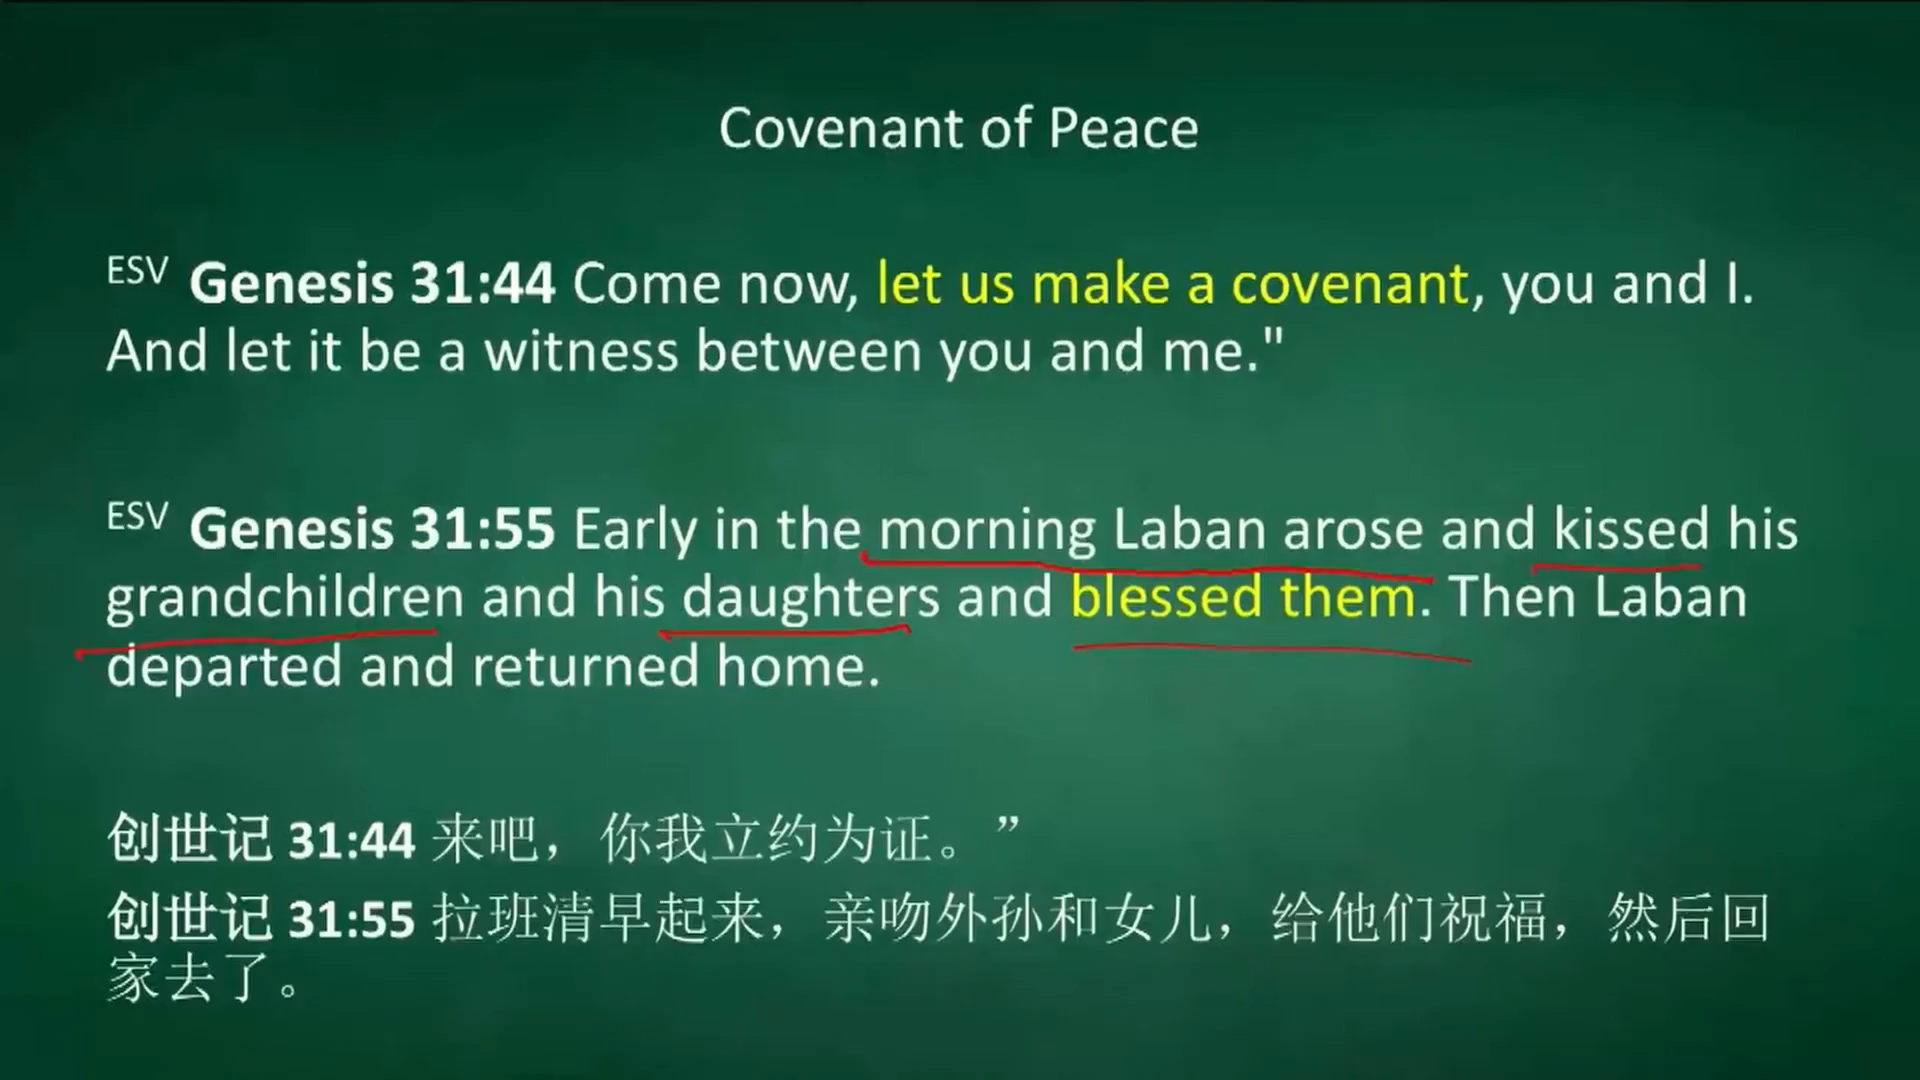 Covenant of Peace
ESV Genesis 31:44 Come now, let us make a covenant, you and I.
And let it be a witness between you and me."
ESV Genesis 31:55 Early in the morning Laban arose and kissed his
grandchildren and his daughters and blessed them. Then Laban
departed and returned home.
创世记 31:44 来吧，你我立约为证。”
创世记 31:55 拉班清早起来，亲吻外孙和女儿，给他们祝福，然后回
家去了。